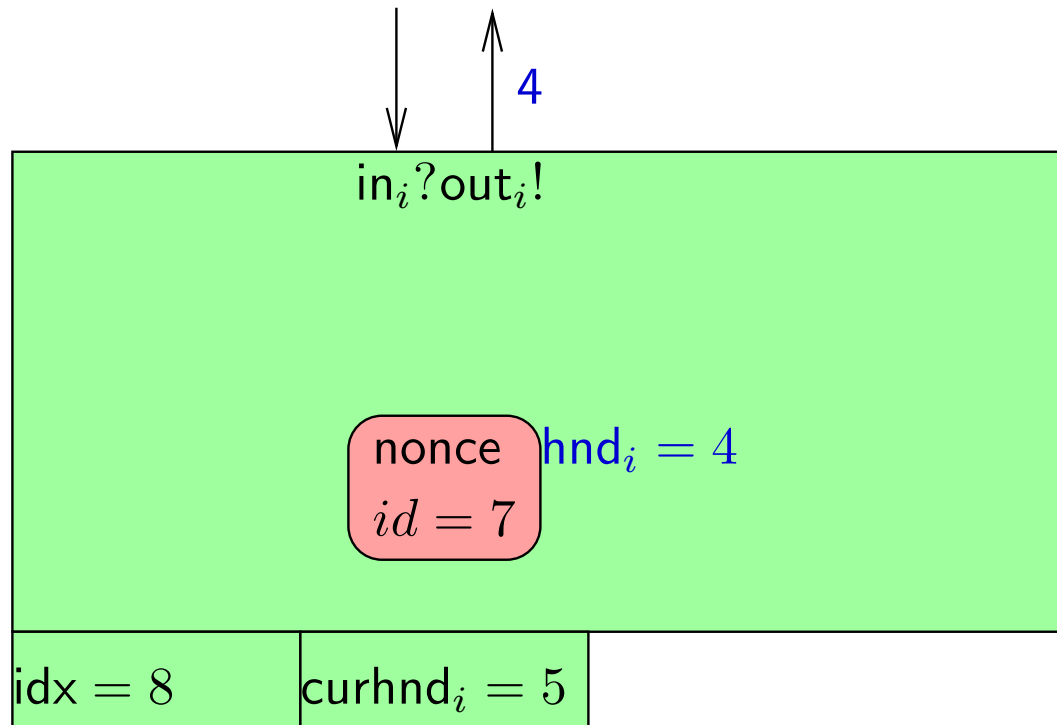 4
in_i?out_i!
nonce hnd_i = 4
id = 7
idx = 8 curhnd_i = 5